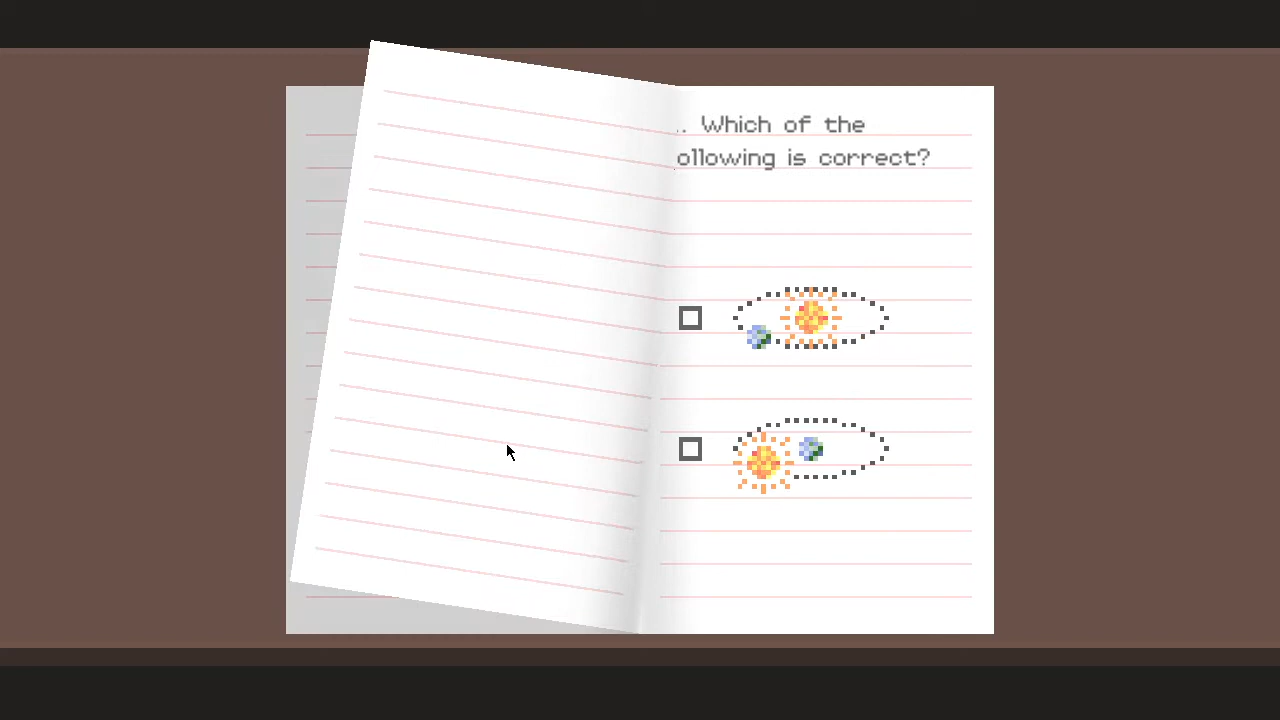 . Which of the
ollowing is correct?